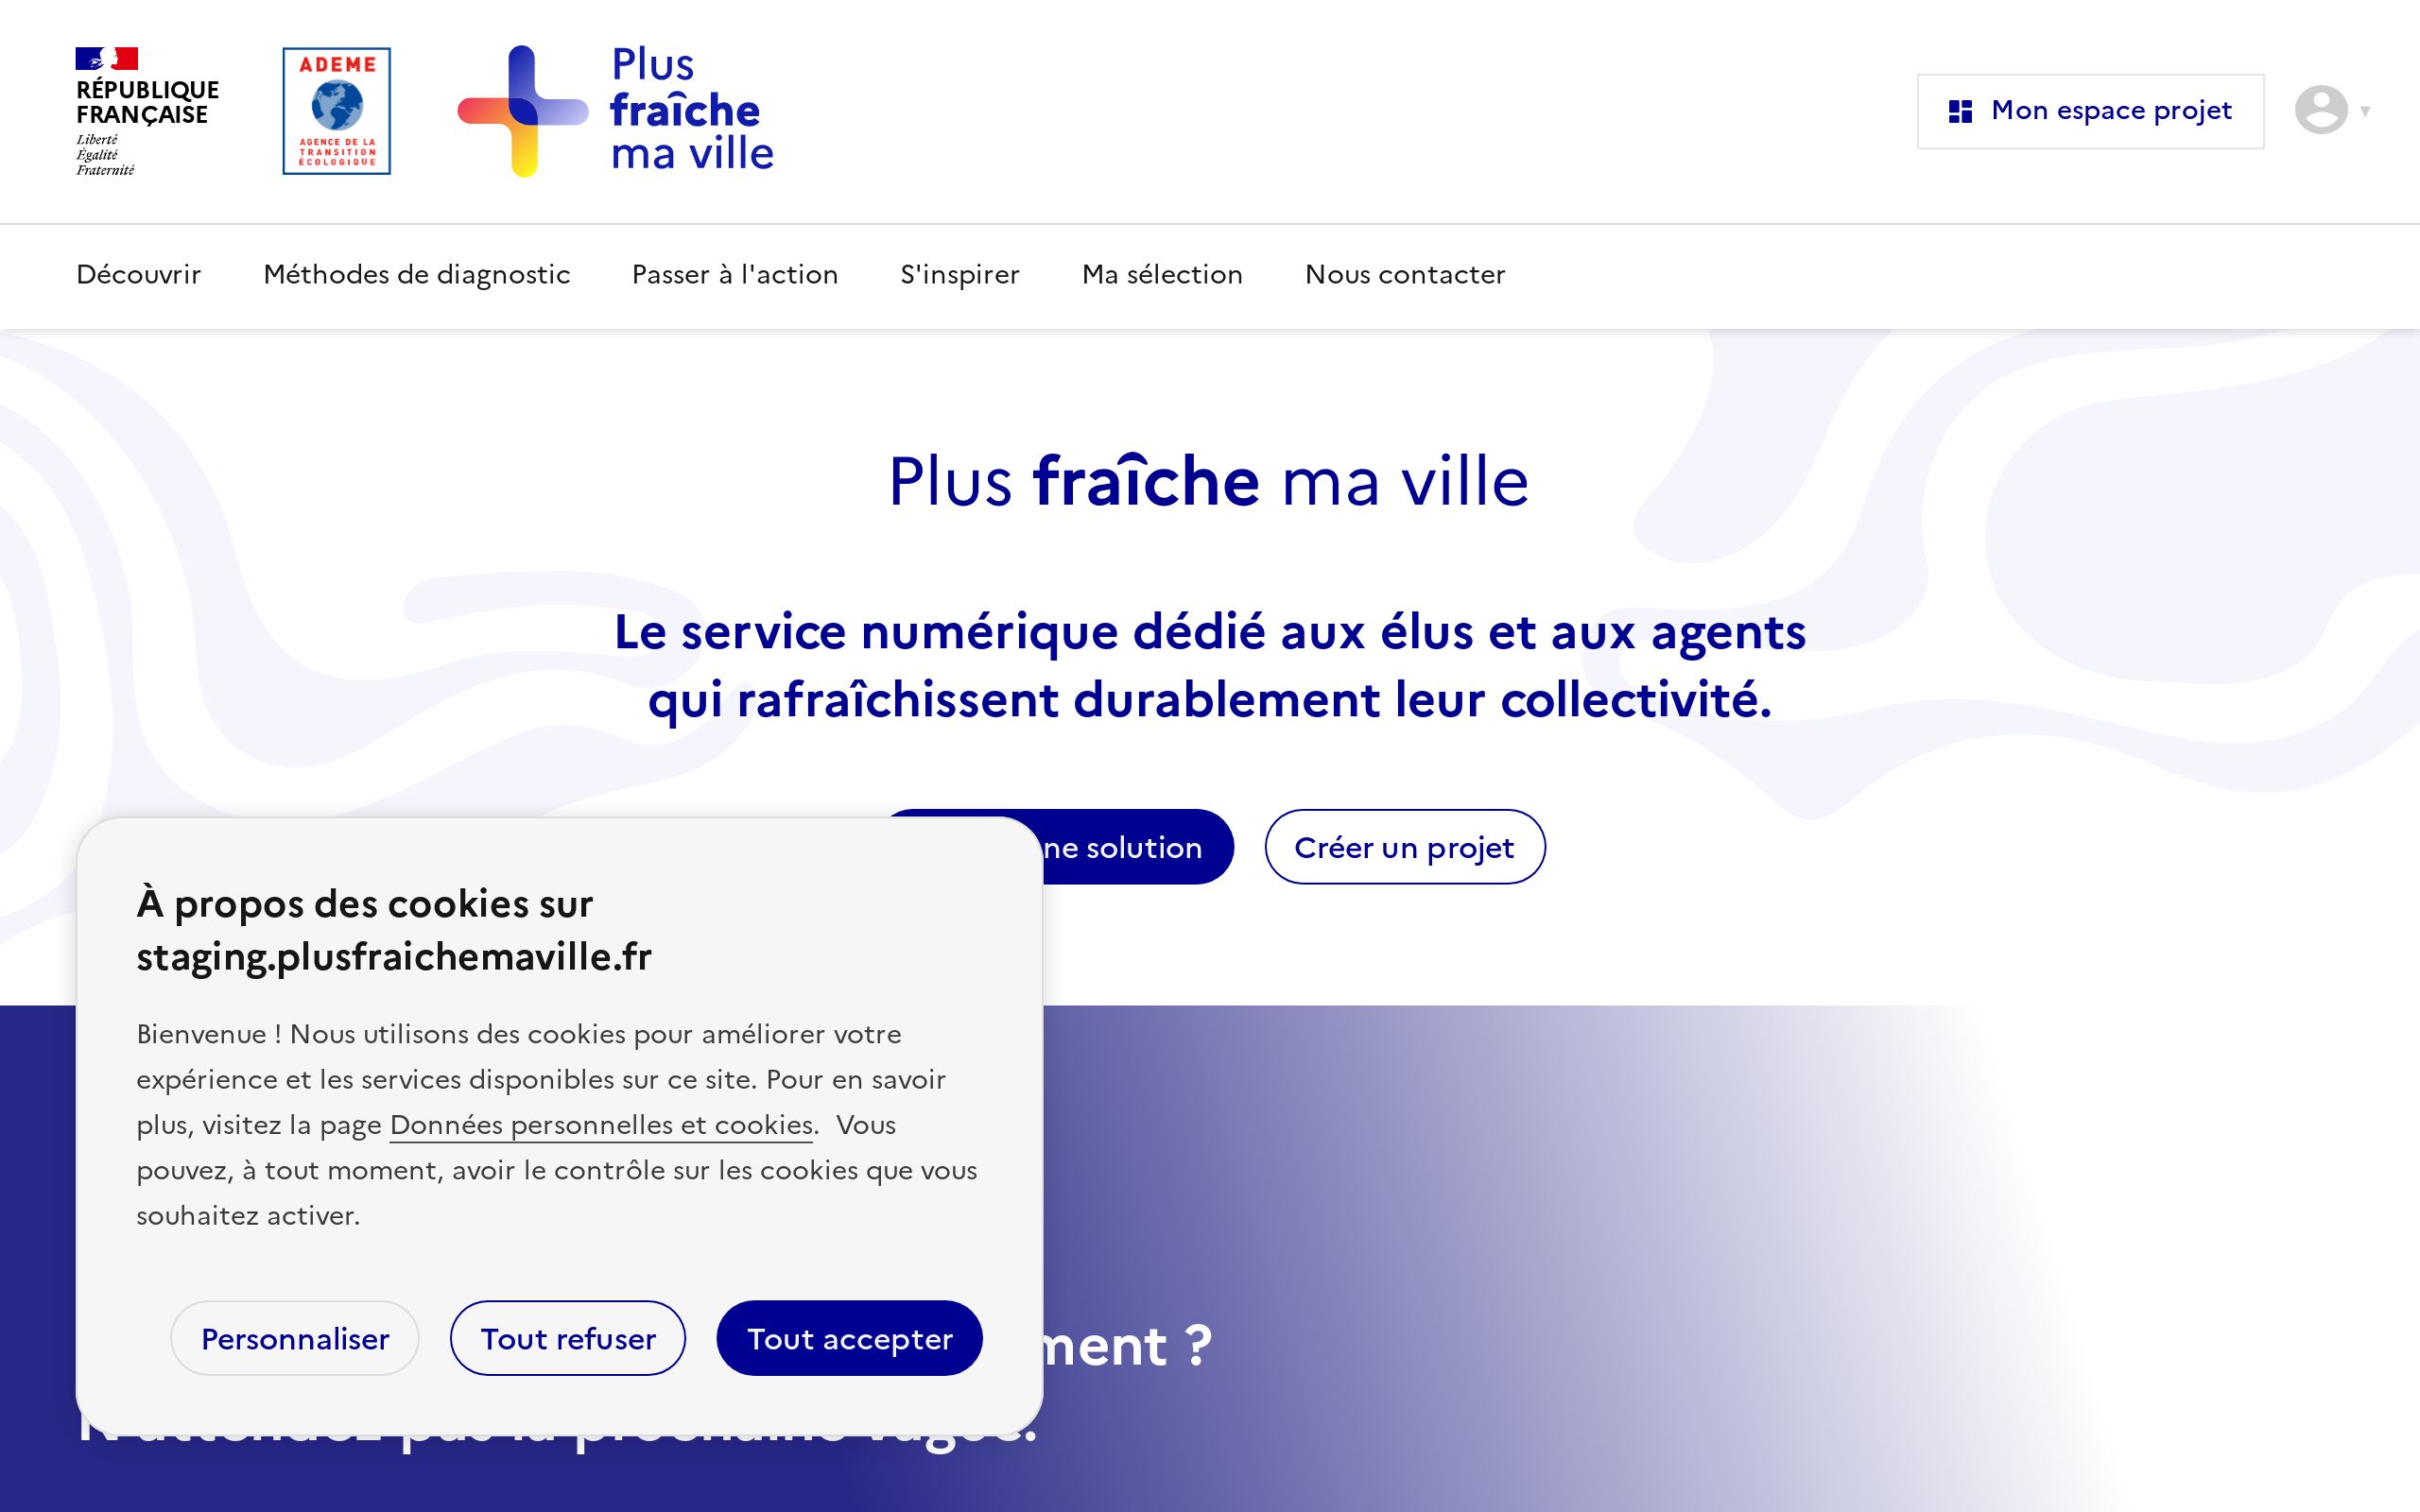 RÉPUBLIQUE
FRANÇAISE
Liberté
Égalité
Fraternité
ADEME
AGENCE DE LA
TRANSITION
ÉCOLOGIQUE
Plus
fraîche
ma ville
Mon espace projet
Découvrir Méthodes de diagnostic Passer à l'action S'inspirer Ma sélection Nous contacter
Plus fraîche ma ville
Le service numérique dédié aux élus et aux agents
qui rafraîchissent durablement leur collectivité.
ne solution Créer un projet
À propos des cookies sur
staging.plusfraichemaville.fr
Bienvenue ! Nous utilisons des cookies pour améliorer votre
expérience et les services disponibles sur ce site. Pour en savoir
plus, visitez la page Données personnelles et cookies. Vous
pouvez, à tout moment, avoir le contrôle sur les cookies que vous
souhaitez activer.
Personnaliser Tout refuser Tout accepter
ment ?
N'attendez pas la prochaine vague.